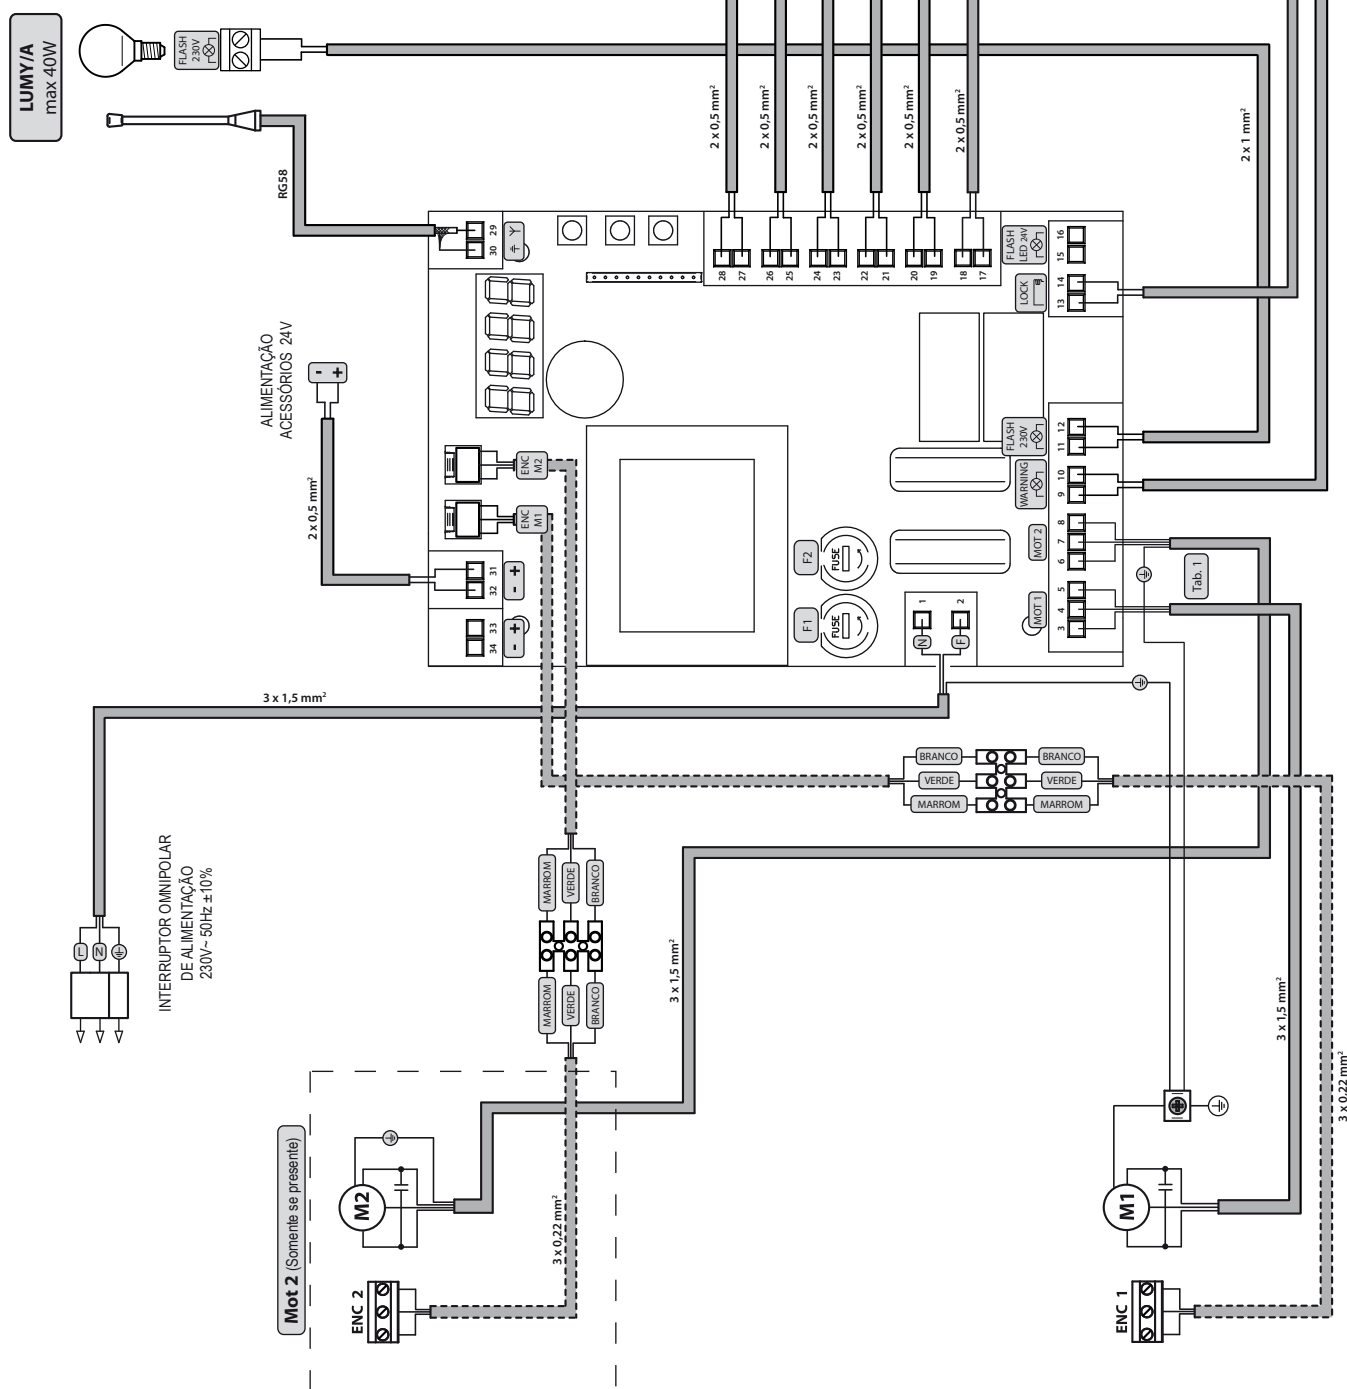 LUMY/A
max 40W
FLASH
230V
RG58
2 x 0,5 mm²
2 x 0,5 mm²
2 x 0,5 mm²
2 x 0,5 mm²
2 x 0,5 mm²
2 x 0,5 mm²
2 x 1 mm²
29
30
28
27
26
25
24
23
22
21
20
19
18
17
FLASH
LED 24V
16
15
LOCK
14
13
ALIMENTAÇÃO
ACESSÓRIOS 24V
- +
2 x 0,5 mm²
ENC
M2
ENC
M1
31
32
- +
33
34
- +
F2
FUSE
F1
FUSE
FLASH
230V
12
11
WARNING
10
9
MOT 2
8
7
6
MOT 1
5
4
3
Tab. 1
1
2
N
F
3 x 1,5 mm²
BRANCO
VERDE
MARROM
BRANCO
VERDE
MARROM
INTERRUPTOR OMNIPOLAR
DE ALIMENTAÇÃO
230V~ 50Hz ±10%
L
N
MARROM
VERDE
BRANCO
MARROM
VERDE
BRANCO
3 x 1,5 mm²
3 x 1,5 mm²
3 x 0,22 mm²
Mot 2 (Somente se presente)
M2
3 x 0,22 mm²
ENC 2
M1
ENC 1